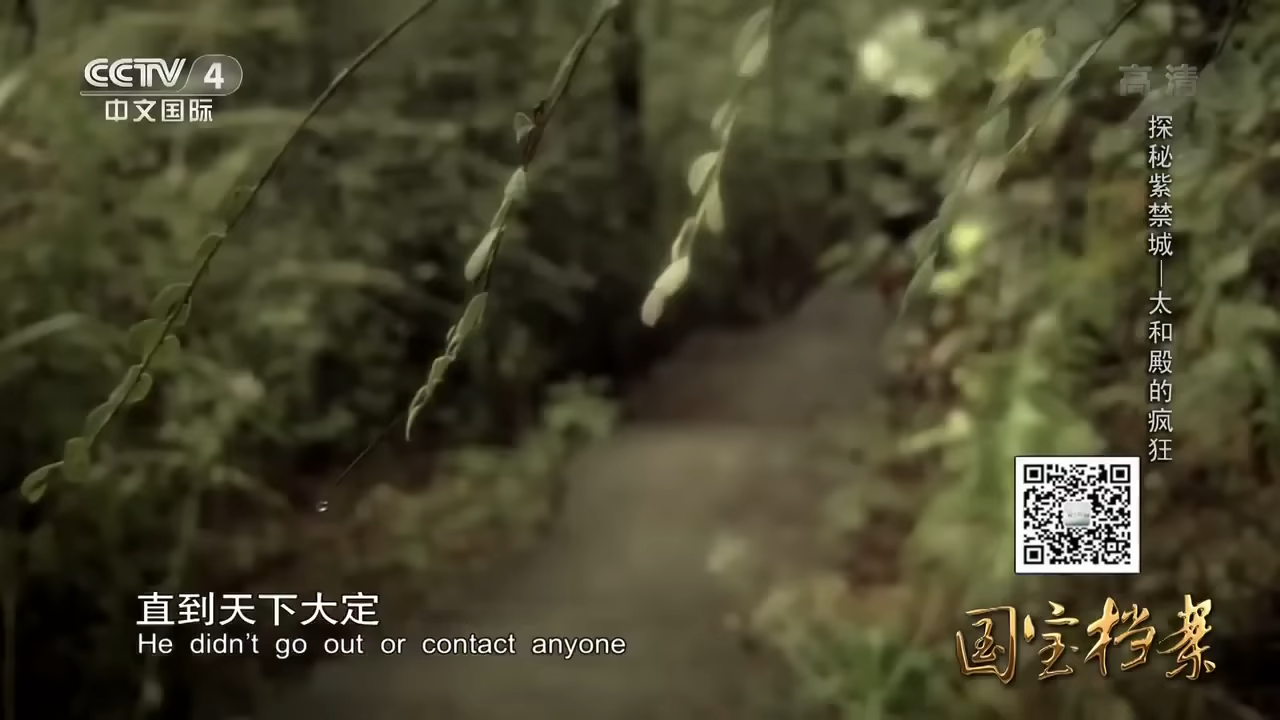 CCTV 4
中文国际
高清
探秘紫禁城—太和殿的疯狂
直到天下大定
He didn't go out or contact anyone
国宝档案